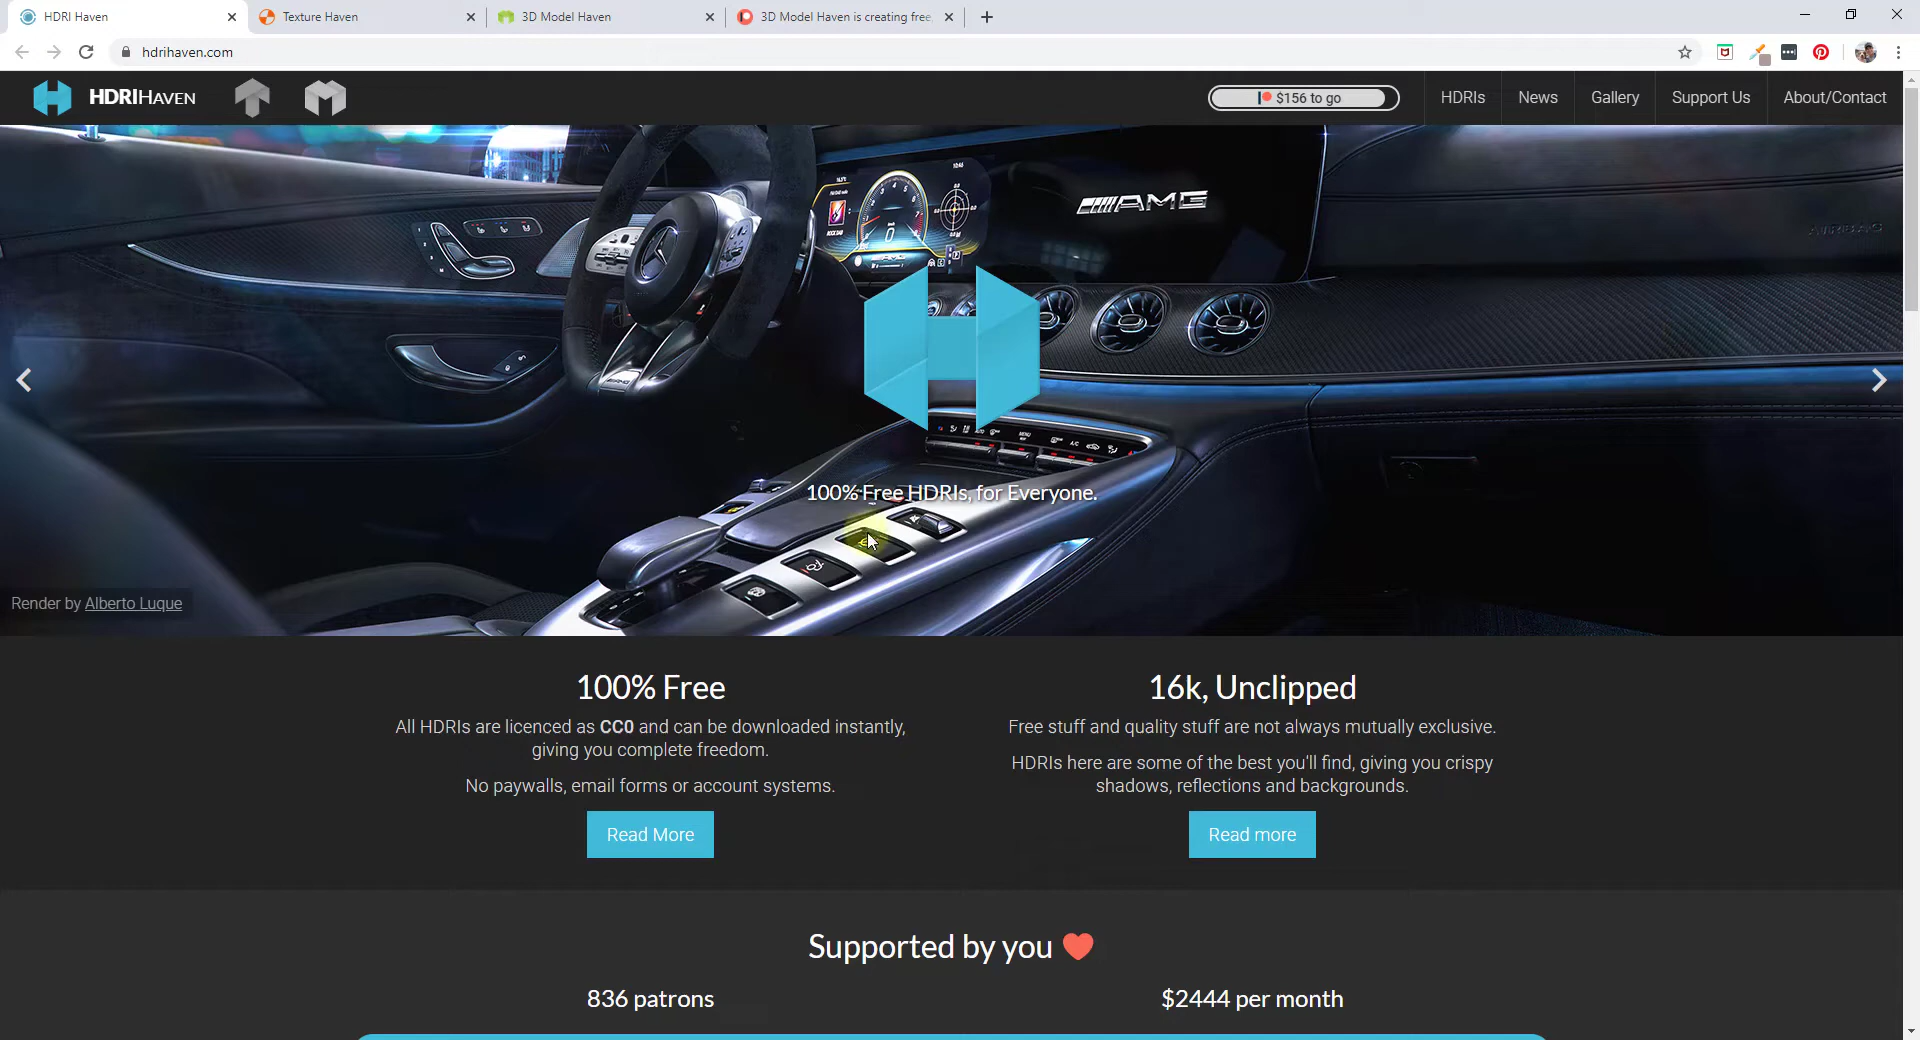 HDRI Haven
Texture Haven
3D Model Haven
3D Model Haven is creating free
hdrihaven.com
HDRIHAVEN
$156 to go
HDRIs
News
Gallery
Support Us
About/Contact
AMG
AIRBAG
100% Free HDRIs, for Everyone.
Render by Alberto Luque
100% Free
All HDRIs are licenced as CC0 and can be downloaded instantly,
giving you complete freedom.
No paywalls, email forms or account systems.
Read More
16k, Unclipped
Free stuff and quality stuff are not always mutually exclusive.
HDRIs here are some of the best you'll find, giving you crispy
shadows, reflections and backgrounds.
Read more
Supported by you
836 patrons
$2444 per month